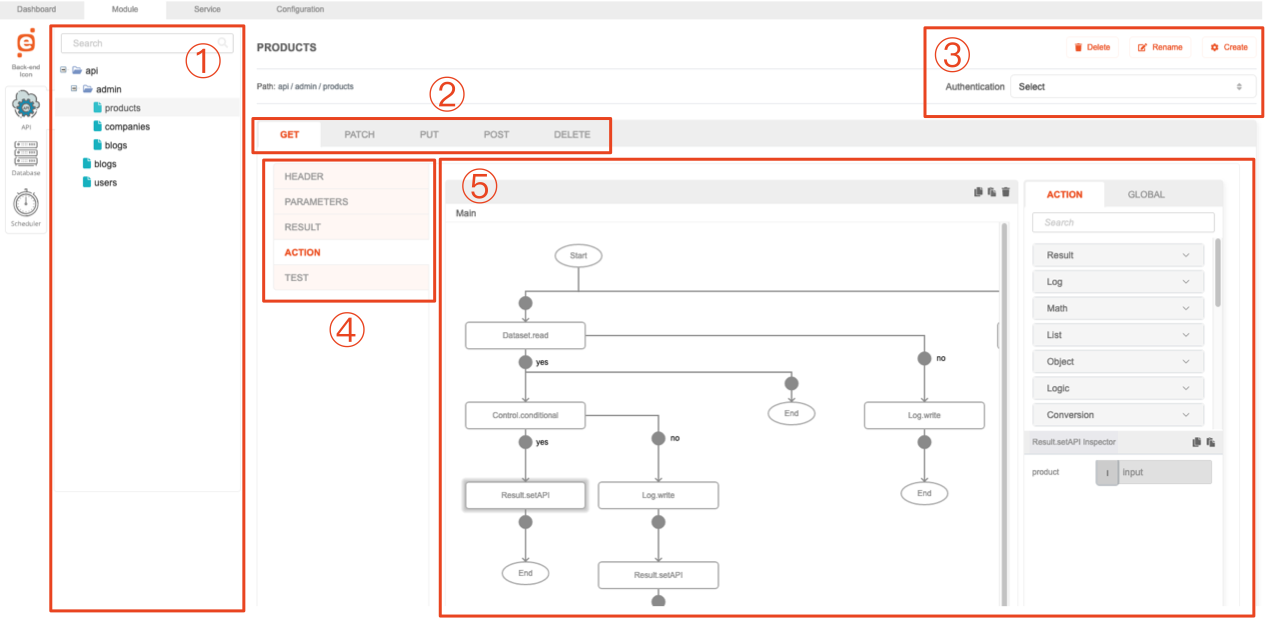 Dashboard
Module
Service
Configuration
Back-end
Icon
API
Database
Scheduler
Search
①
api
admin
products
companies
blogs
blogs
users
PRODUCTS
③
Delete
Rename
Create
Path: api / admin / products
②
Authentication
Select
GET
PATCH
PUT
POST
DELETE
HEADER
PARAMETERS
RESULT
ACTION
TEST
④
⑤
Main
Start
Dataset.read
yes
no
Control.conditional
End
Log.write
yes
no
Result.setAPI
Log.write
End
End
Result.setAPI
ACTION
GLOBAL
Search
Result
Log
Math
List
Object
Logic
Conversion
Result.setAPI Inspector
product
I
Input